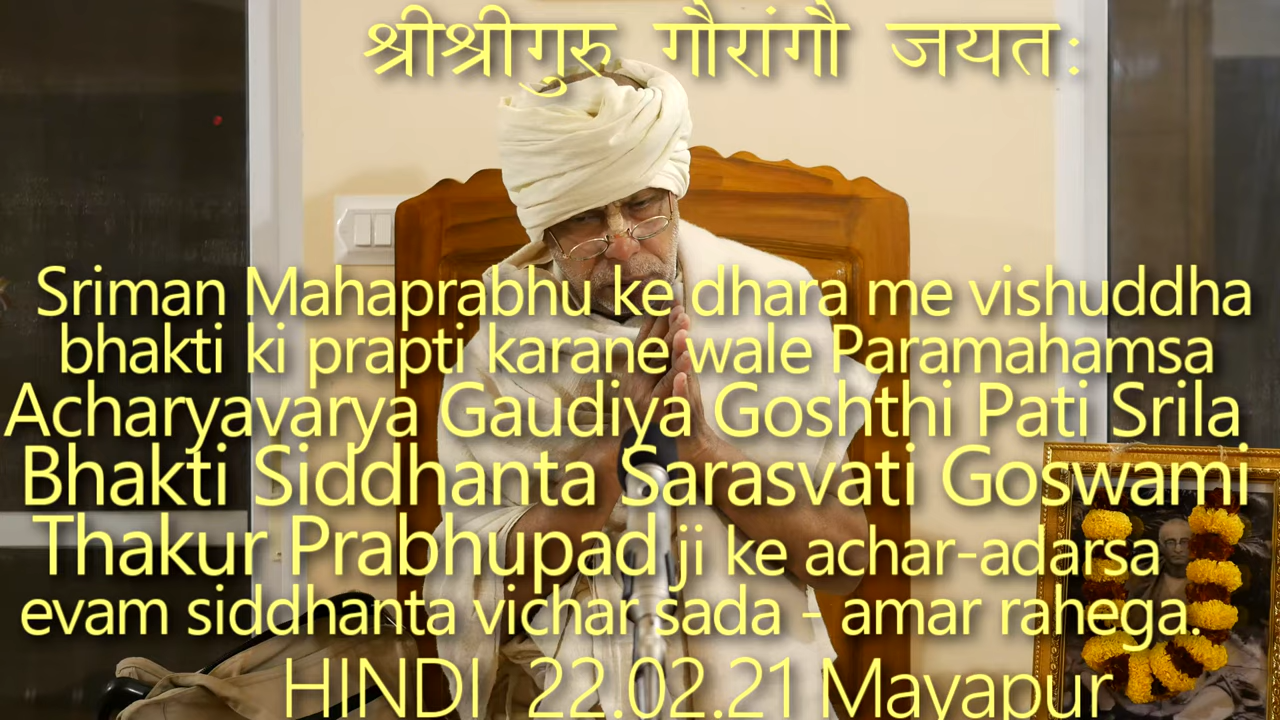 श्रीश्रीगुरु गौरांगौ जयतः
Sriman Mahaprabhu ke dhara me vishuddha
bhakti ki prapti karane wale Paramahamsa
Acharyavarya Gaudiya Goshthi Pati Srila
Bhakti Siddhanta Sarasvati Goswami
Thakur Prabhupad ji ke achar-adarsa
evam siddhanta vichar sada - amar rahega.
HINDI 22.02.21 Mayapur